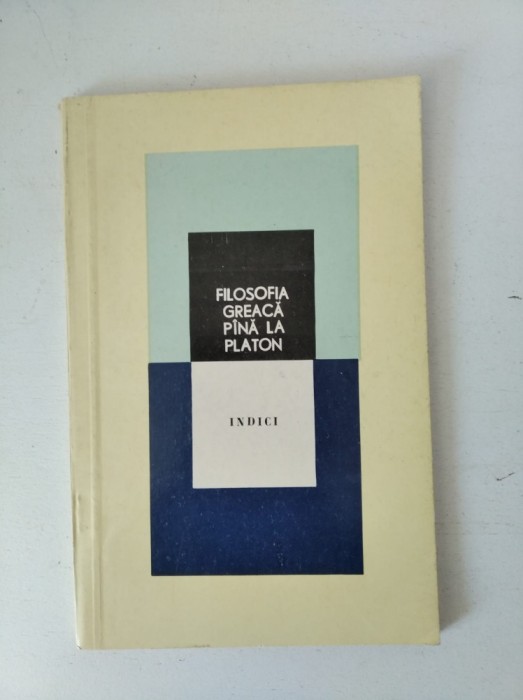 FILOSOFIA
GREACĂ
PÎNĂ LA
PLATON
INDICI